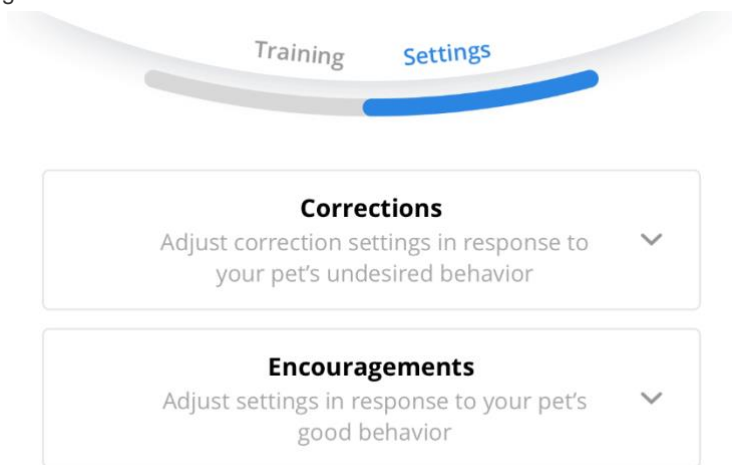 g
Training Settings
Corrections
Adjust correction settings in response to
your pet's undesired behavior
Encouragements
Adjust settings in response to your pet's
good behavior